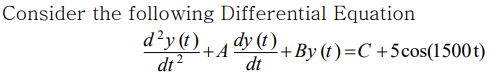 Consider the following Differential Equation
d²y(t)/dt² + A dy(t)/dt + By(t)=C+5cos(1500t)